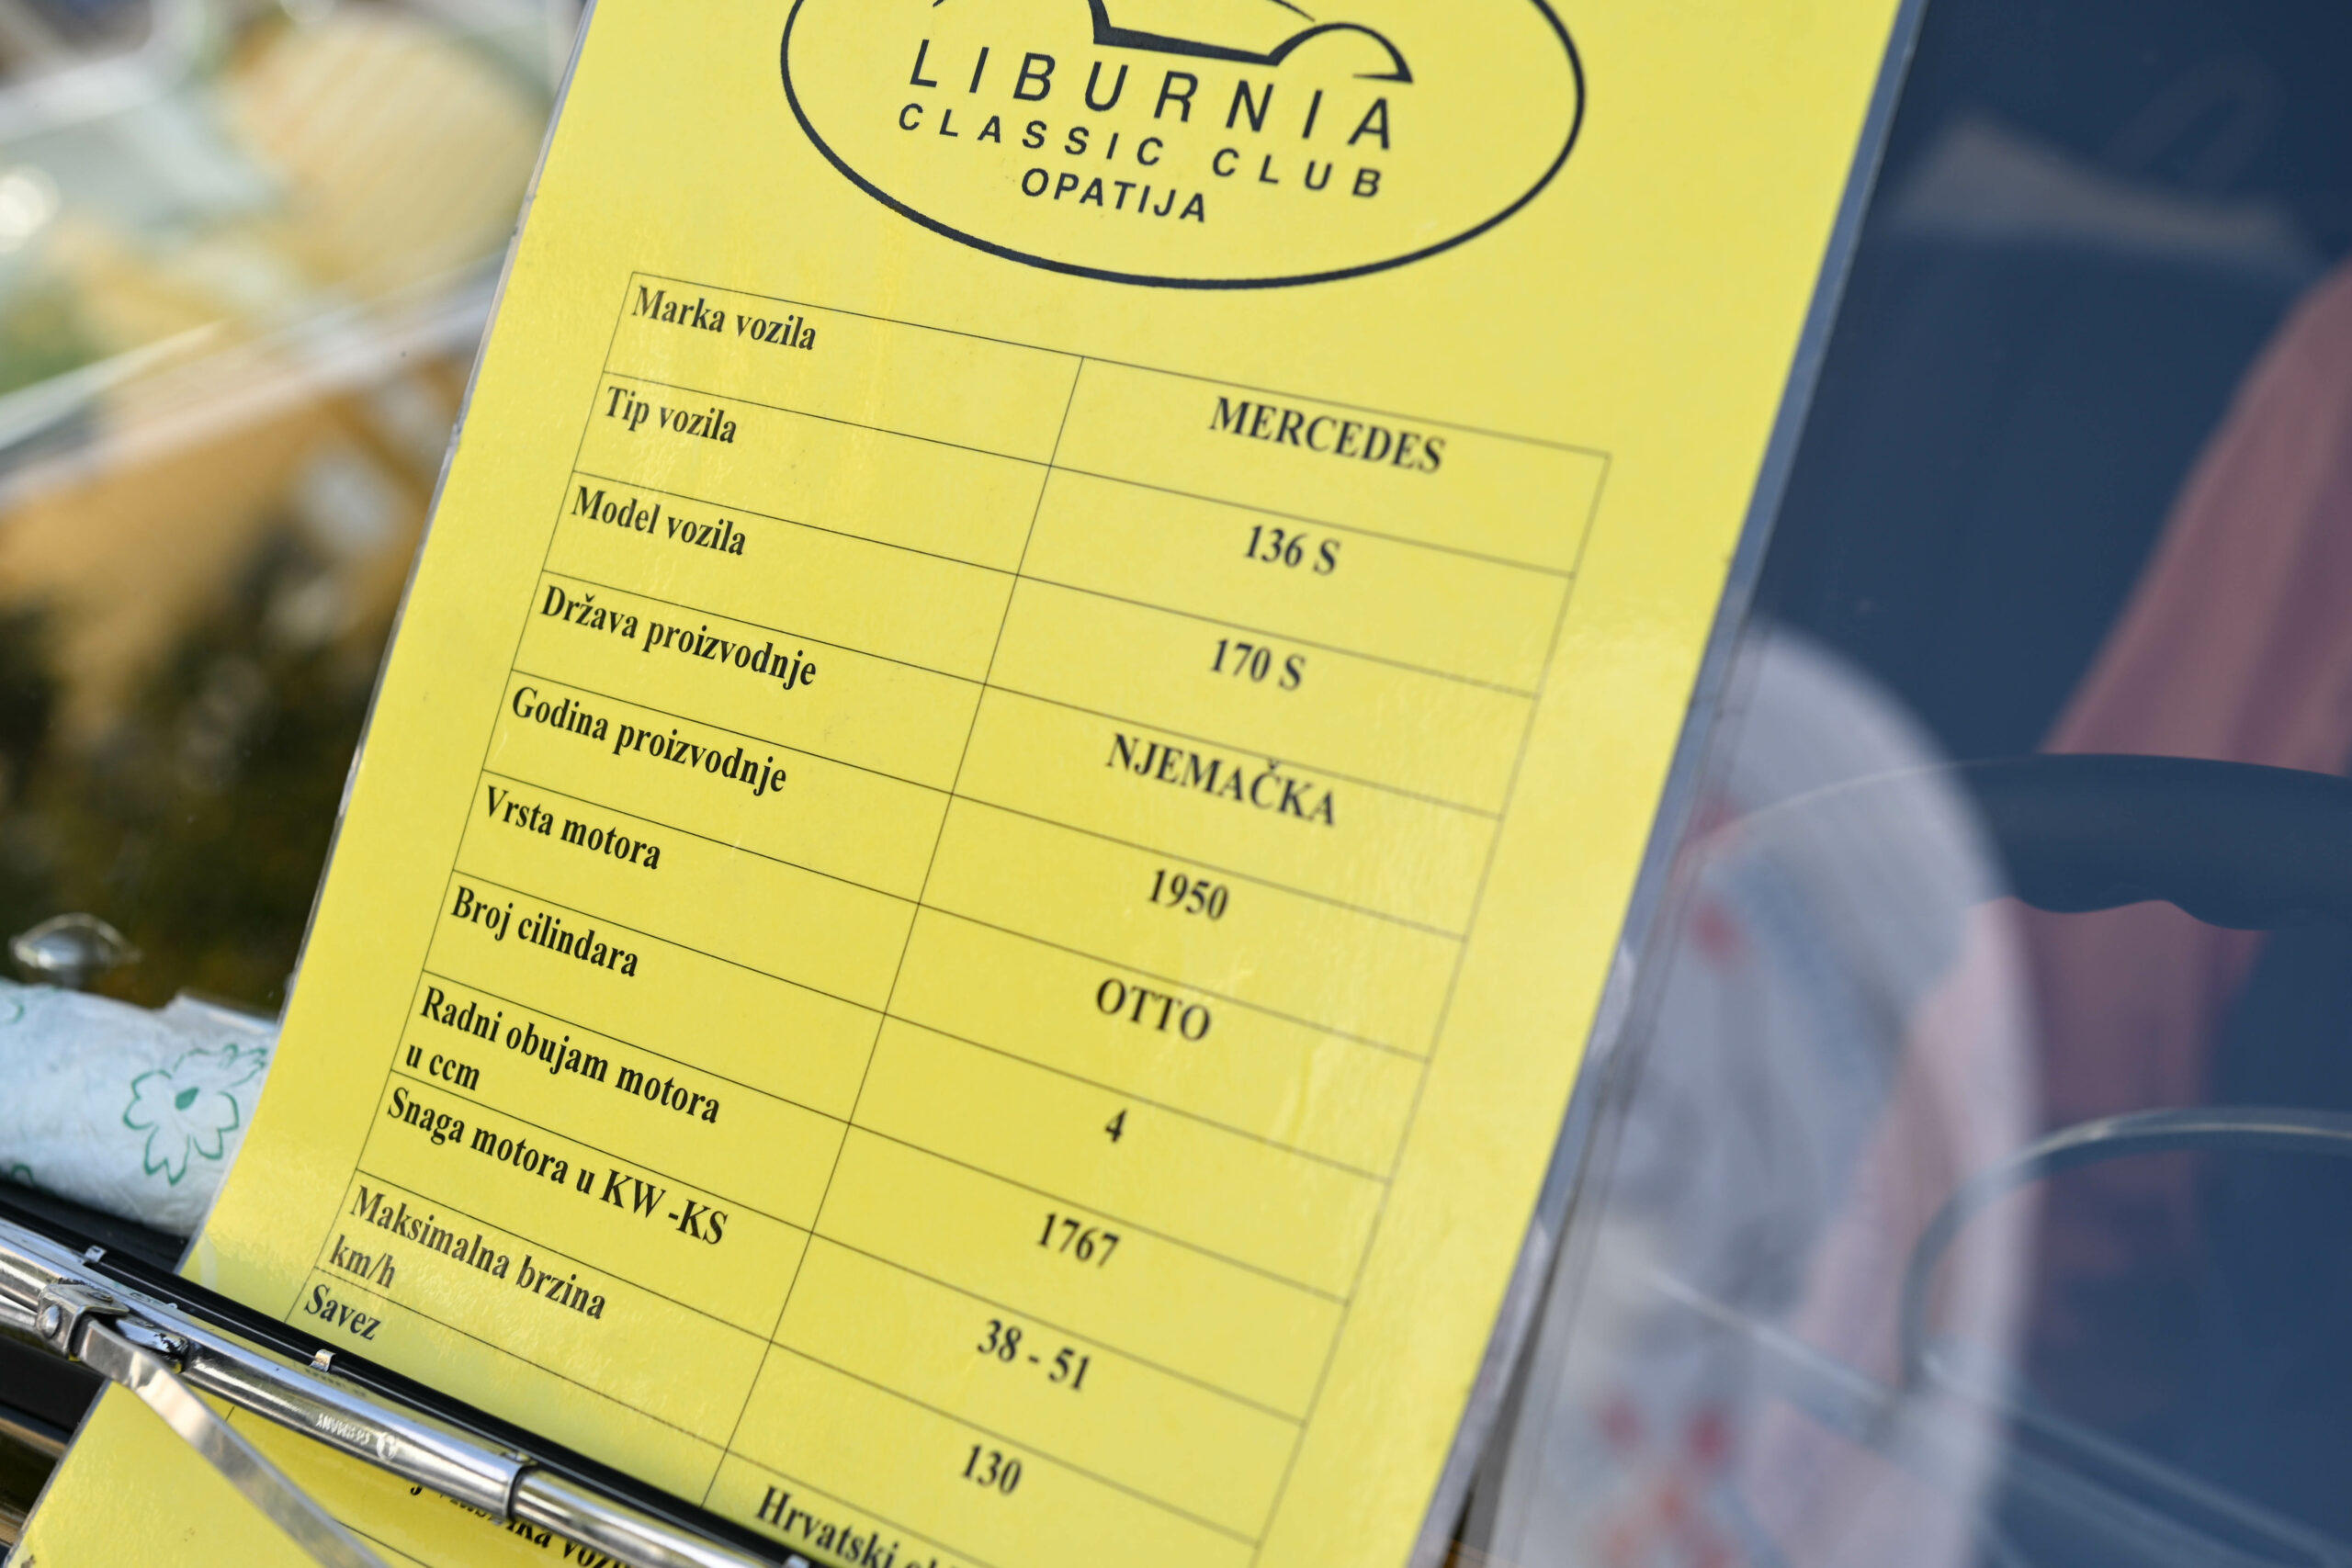 LIBURNIA
CLASSIC CLUB
OPATIJA
Marka vozila
MERCEDES
Tip vozila
136 S
Model vozila
170 S
Država proizvodnje
NJEMAČKA
Godina proizvodnje
1950
Vrsta motora
OTTO
Broj cilindara
4
Radni obujam motora
u ccm
1767
Snaga motora u KW -KS
38 - 51
Maksimalna brzina
km/h
130
Savez
Hrvatski
GERMANY